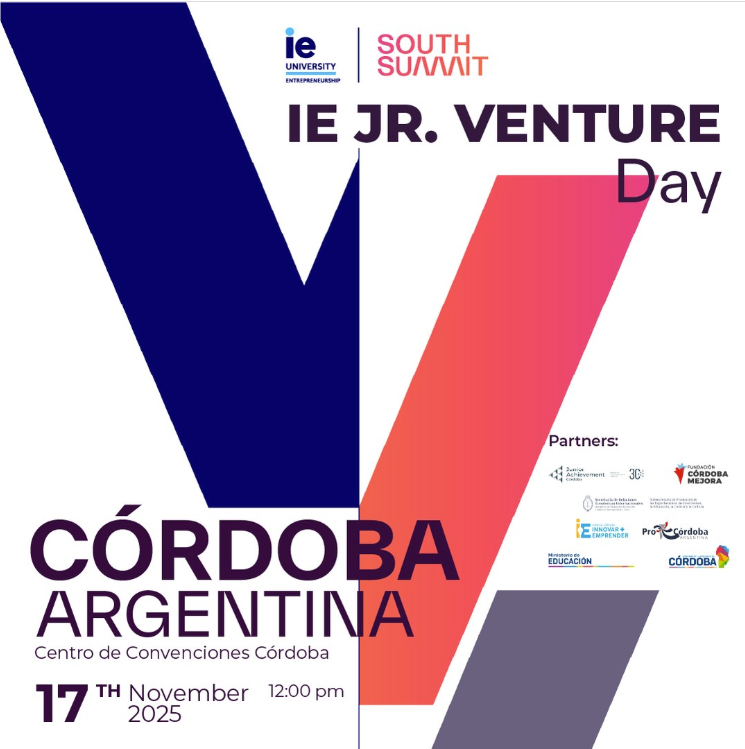 ie
UNIVERSITY
ENTREPRENEURSHIP
SOUTH
SUMMIT
IE JR. VENTURE
Day
Partners:
Junior
Achievement
Córdoba
FUNDACIÓN
CÓRDOBA
MEJORA
INNOVAR+
EMPRENDER
ProCórdoba
ARGENTINA
Ministerio de
EDUCACIÓN
CÓRDOBA
CÓRDOBA
ARGENTINA
Centro de Convenciones Córdoba
17TH November 12:00 pm
2025